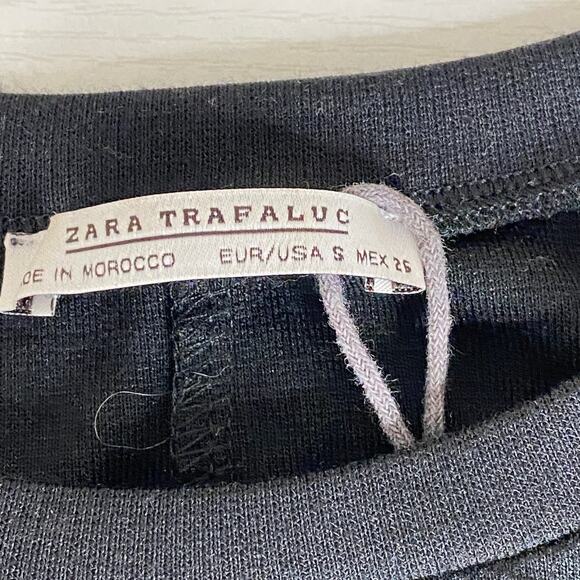 ZARA TRAFALUC
DE IN MOROCCO EUR/USA S MEX 26